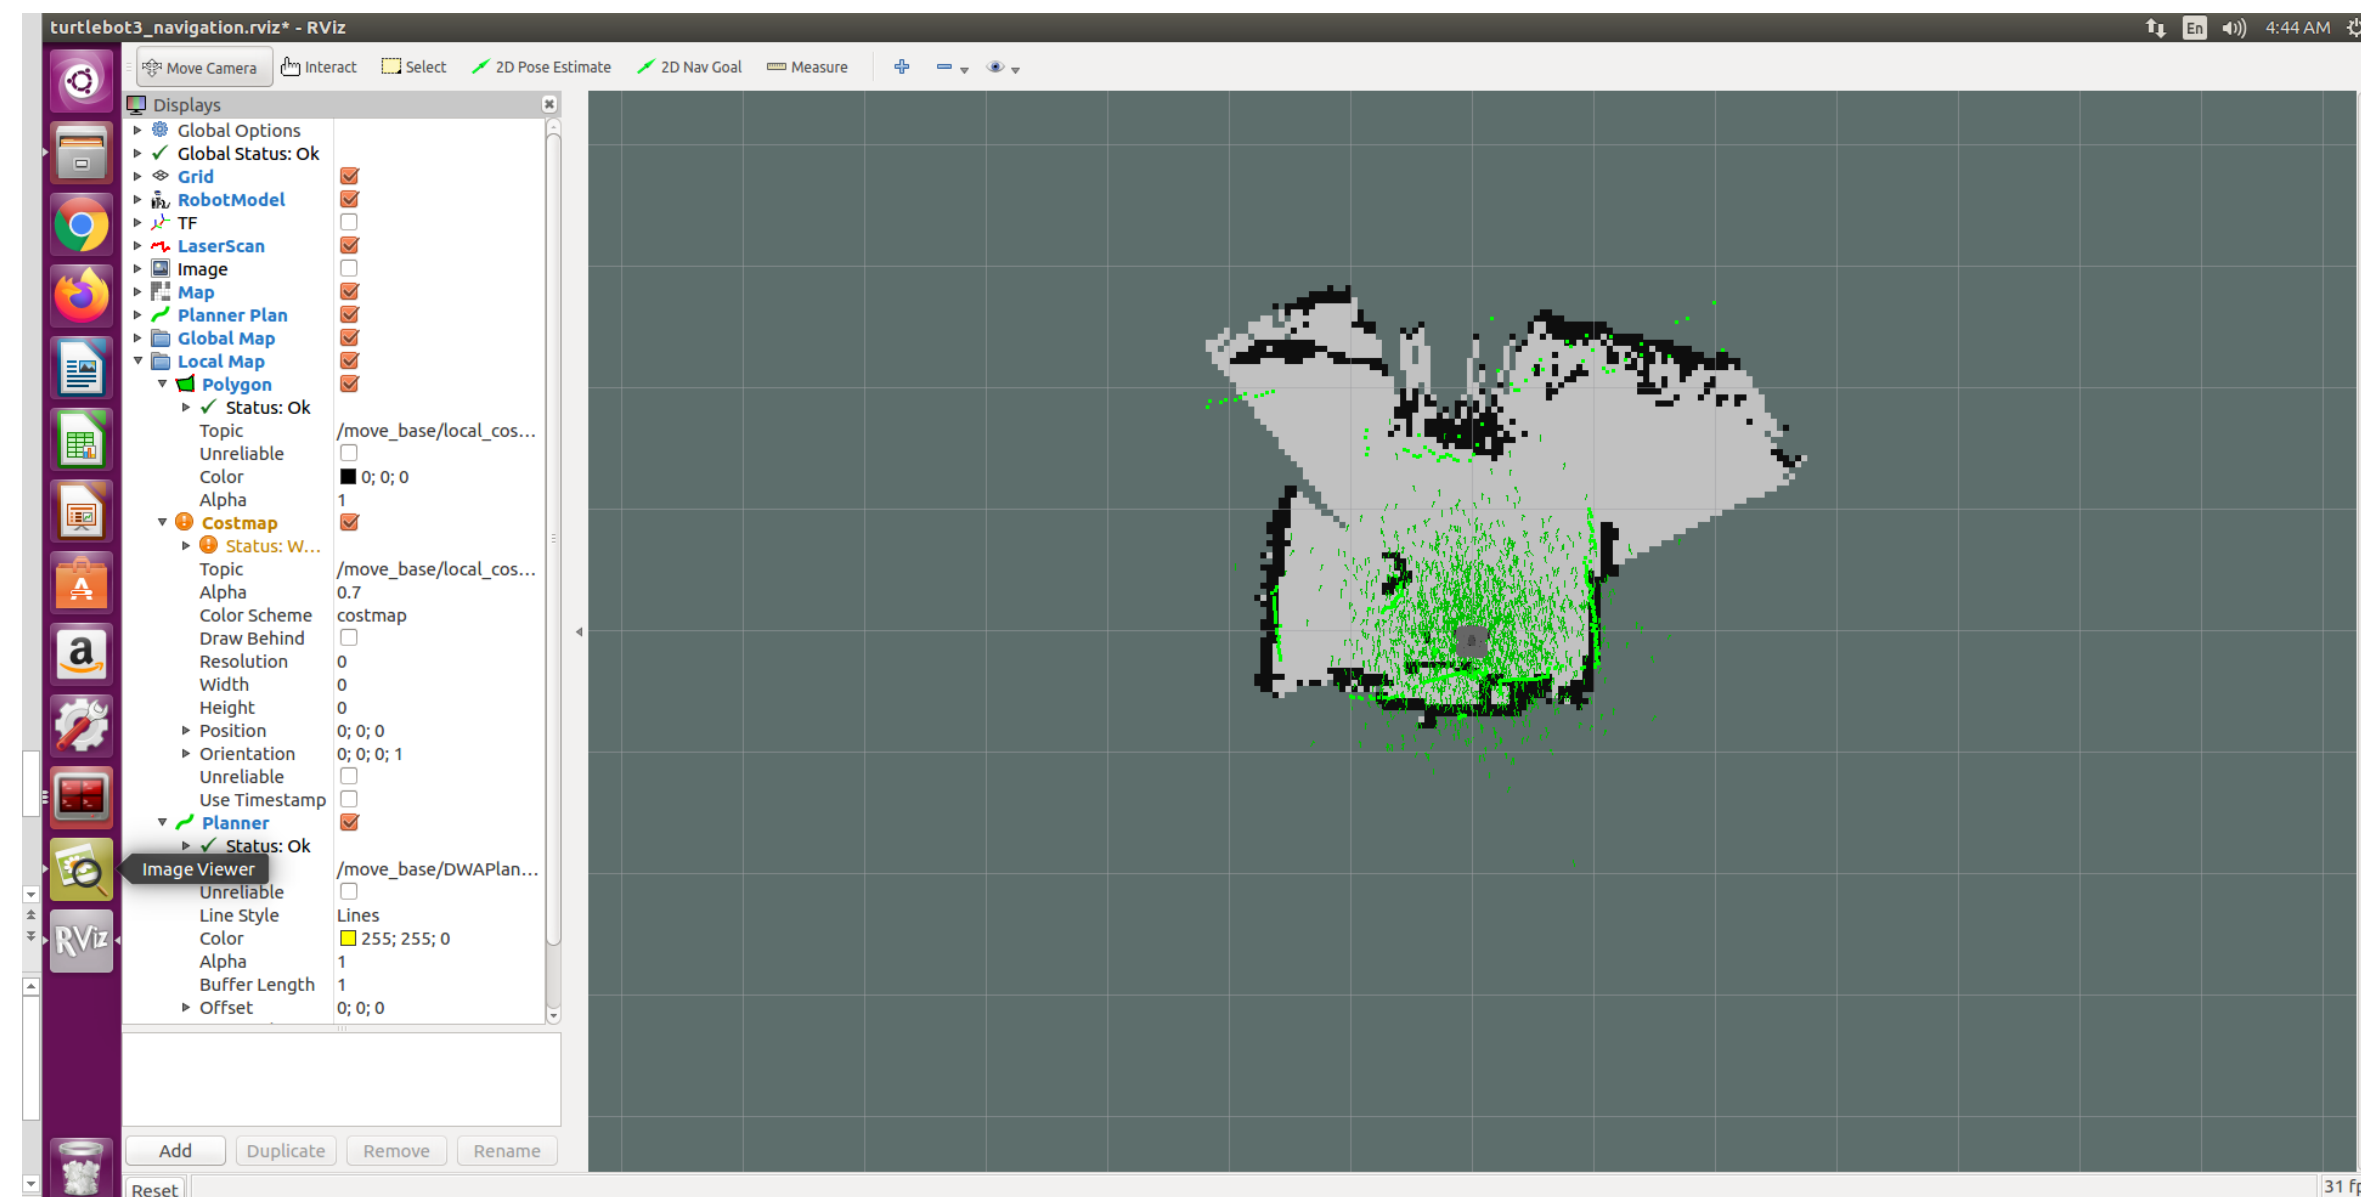 turtlebot3_navigation.rviz* - RViz
En 4:44 AM
Move Camera Interact Select 2D Pose Estimate 2D Nav Goal Measure
Displays
Global Options
Global Status: Ok
Grid
RobotModel
TF
LaserScan
Image
Map
Planner Plan
Global Map
Local Map
Polygon
Status: Ok
Topic /move_base/local_cos...
Unreliable
Color 0; 0; 0
Alpha 1
Costmap
Status: W...
Topic /move_base/local_cos...
Alpha 0.7
Color Scheme costmap
Draw Behind
Resolution 0
Width 0
Height 0
Position 0; 0; 0
Orientation 0; 0; 0; 1
Unreliable
Use Timestamp
Planner
Status: Ok
Image Viewer /move_base/DWAPlan...
Unreliable
Line Style Lines
Color 255; 255; 0
Alpha 1
Buffer Length 1
Offset 0; 0; 0
RViz
Add Duplicate Remove Rename
Reset
31